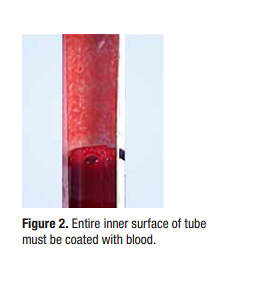 Figure 2. Entire inner surface of tube
must be coated with blood.